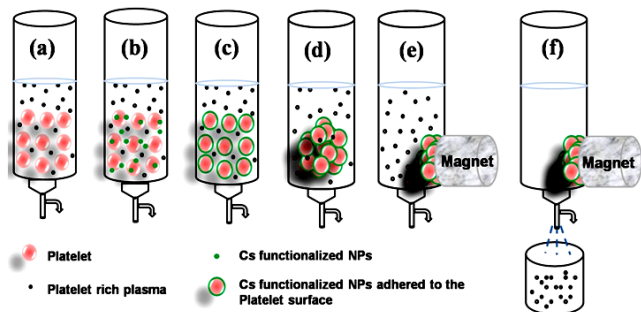 (a) (b) (c) (d) (e) (f)
Magnet Magnet
Platelet
Platelet rich plasma
Cs functionalized NPs
Cs functionalized NPs adhered to the
Platelet surface